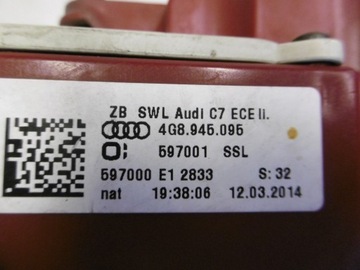 ZB SWL Audi C7 ECE li.
4G8.945.095
597001 SSL
597000 E1 2833 S: 32
nat 19:38:06 12.03.2014